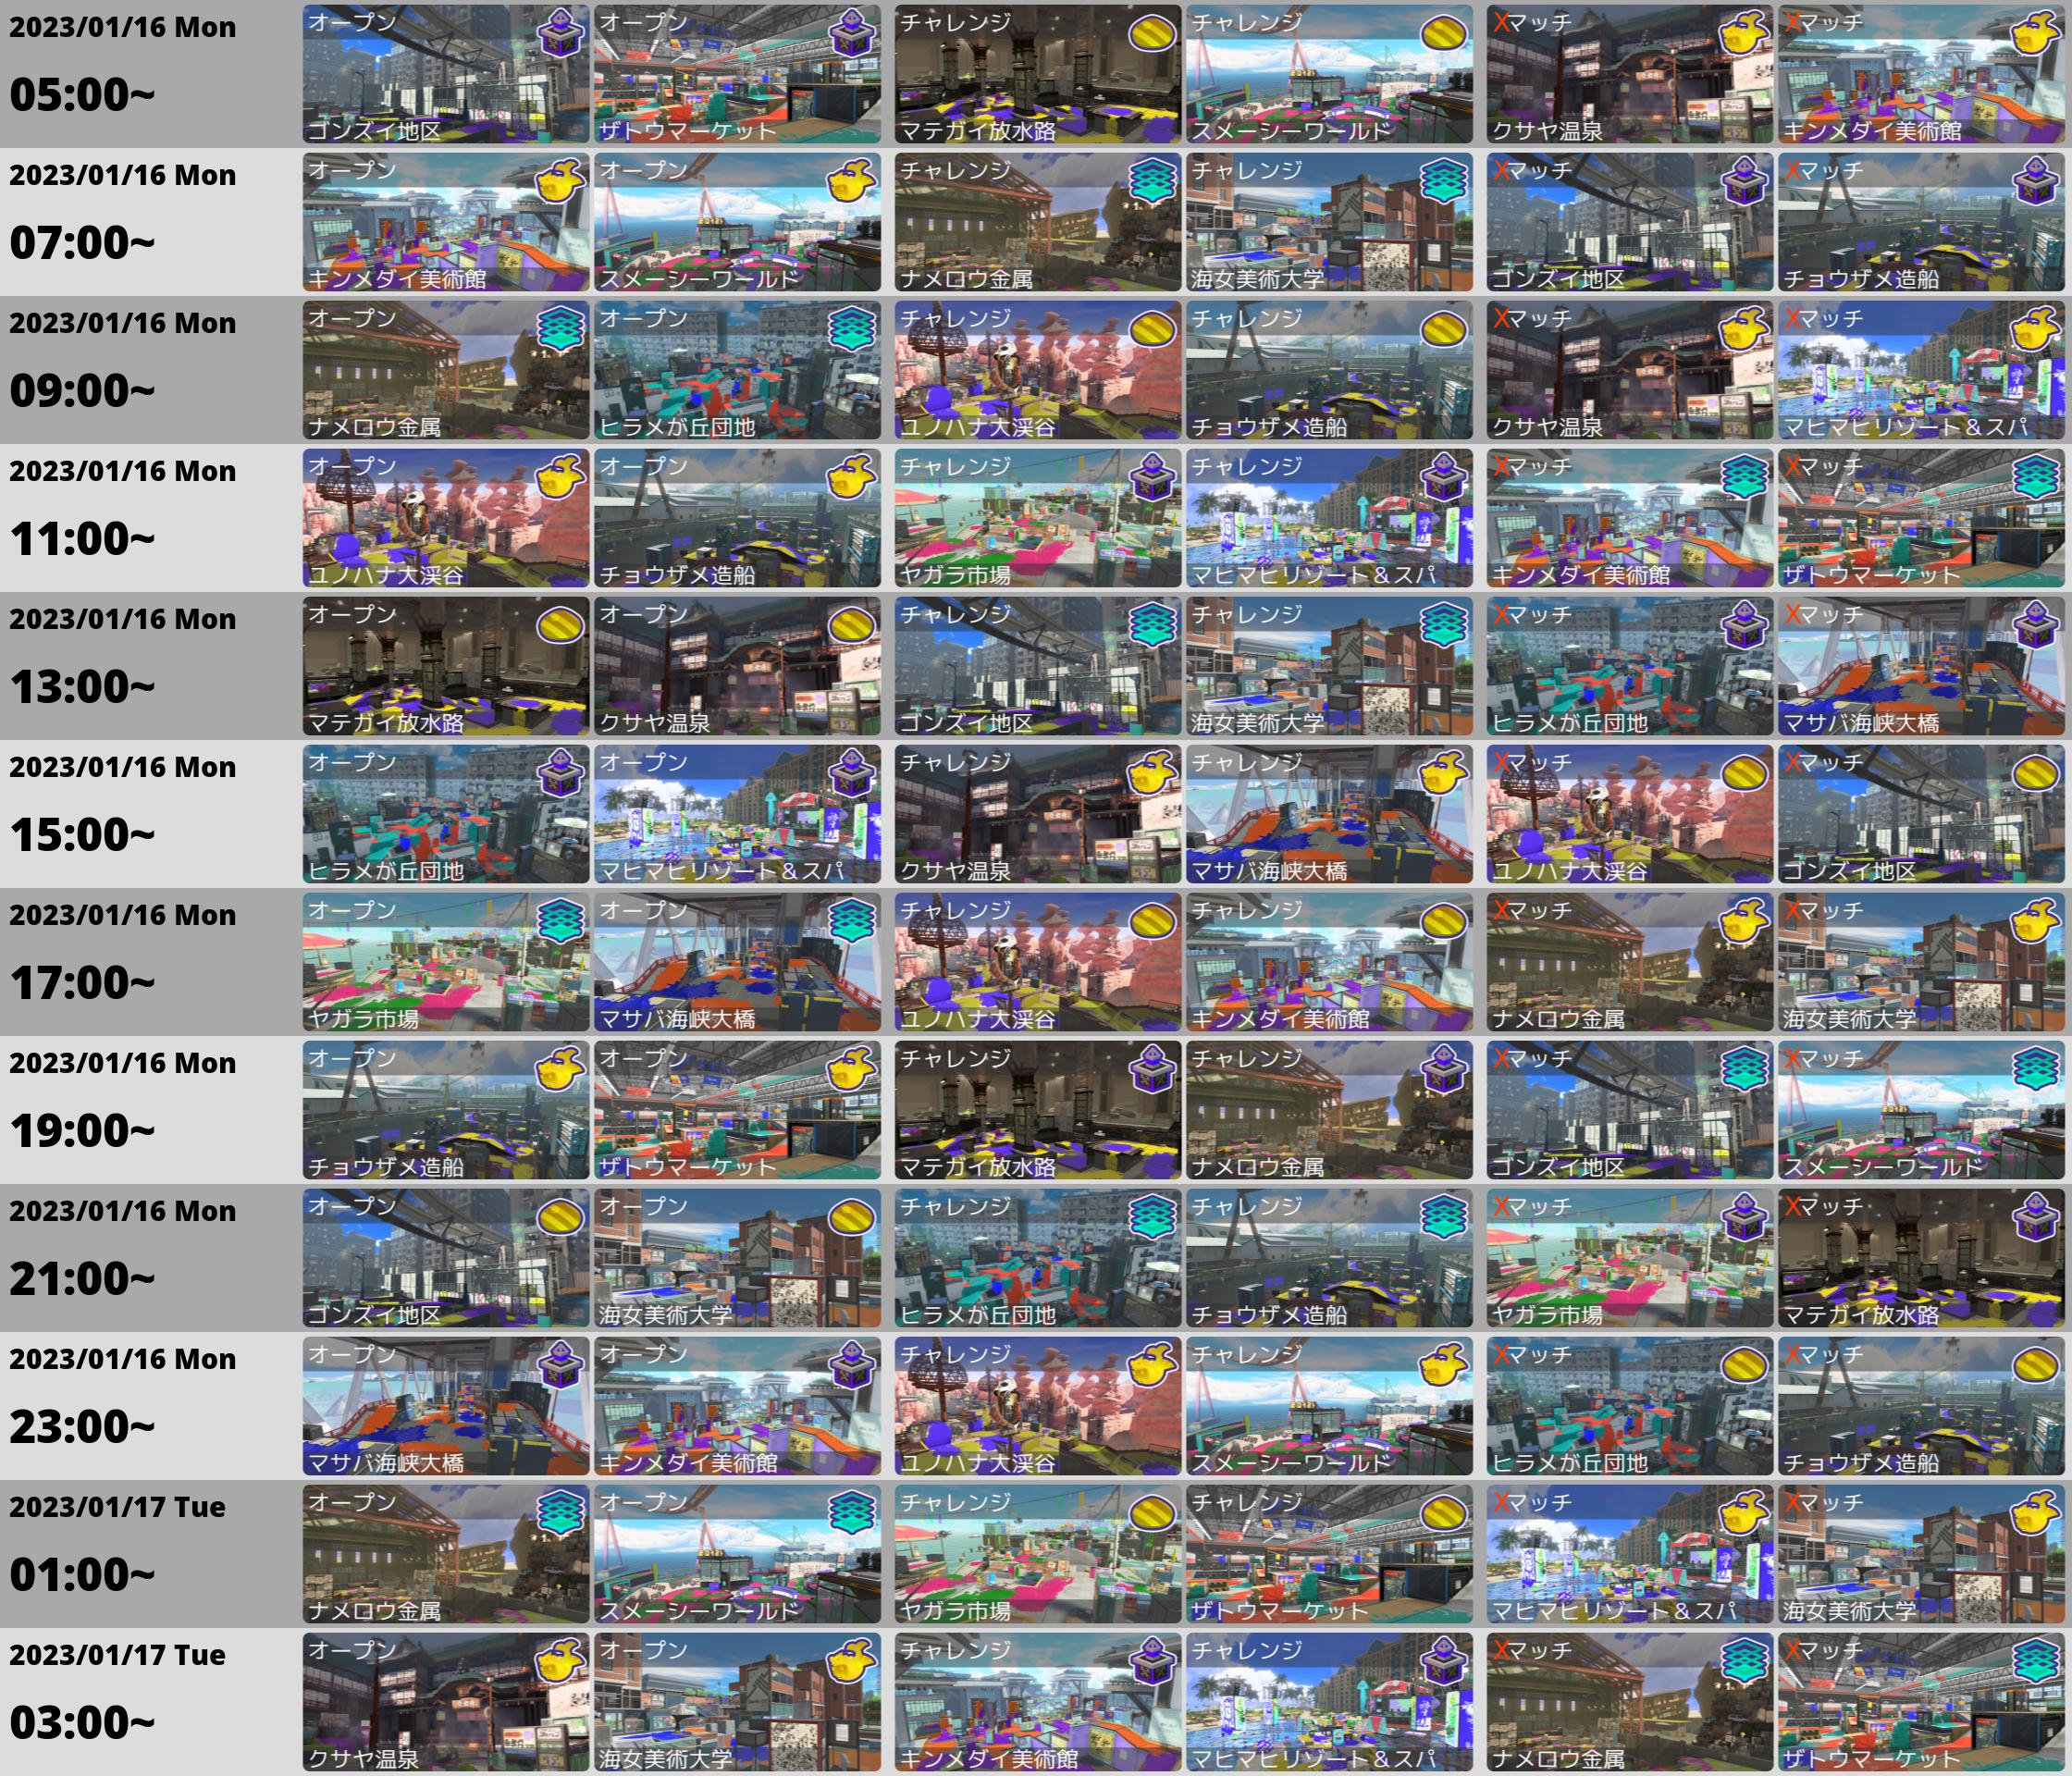 2023/01/16 Mon
05:00~
オープン
ゴンズイ地区
オープン
ザトウマーケット
チャレンジ
マテガイ放水路
チャレンジ
スメーシーワールド
Xマッチ
クサヤ温泉
Xマッチ
キンメダイ美術館
2023/01/16 Mon
07:00~
オープン
キンメダイ美術館
オープン
スメーシーワールド
チャレンジ
ナメロウ金属
チャレンジ
海女美術大学
Xマッチ
ゴンズイ地区
Xマッチ
チョウザメ造船
2023/01/16 Mon
09:00~
オープン
ナメロウ金属
オープン
ヒラメが丘団地
チャレンジ
ユノハナ大渓谷
チャレンジ
チョウザメ造船
Xマッチ
クサヤ温泉
Xマッチ
マヒマヒリゾート＆スパ
2023/01/16 Mon
11:00~
オープン
ユノハナ大渓谷
オープン
チョウザメ造船
チャレンジ
ヤガラ市場
チャレンジ
マヒマヒリゾート＆スパ
Xマッチ
キンメダイ美術館
Xマッチ
ザトウマーケット
2023/01/16 Mon
13:00~
オープン
マテガイ放水路
オープン
クサヤ温泉
チャレンジ
ゴンズイ地区
チャレンジ
海女美術大学
Xマッチ
ヒラメが丘団地
Xマッチ
マサバ海峡大橋
2023/01/16 Mon
15:00~
オープン
ヒラメが丘団地
オープン
マヒマヒリゾート＆スパ
チャレンジ
クサヤ温泉
チャレンジ
マサバ海峡大橋
Xマッチ
ユノハナ大渓谷
Xマッチ
ゴンズイ地区
2023/01/16 Mon
17:00~
オープン
ヤガラ市場
オープン
マサバ海峡大橋
チャレンジ
ユノハナ大渓谷
チャレンジ
キンメダイ美術館
Xマッチ
ナメロウ金属
Xマッチ
海女美術大学
2023/01/16 Mon
19:00~
オープン
チョウザメ造船
オープン
ザトウマーケット
チャレンジ
マテガイ放水路
チャレンジ
ナメロウ金属
Xマッチ
ゴンズイ地区
Xマッチ
スメーシーワールド
2023/01/16 Mon
21:00~
オープン
ゴンズイ地区
オープン
海女美術大学
チャレンジ
ヒラメが丘団地
チャレンジ
チョウザメ造船
Xマッチ
ヤガラ市場
Xマッチ
マテガイ放水路
2023/01/16 Mon
23:00~
オープン
マサバ海峡大橋
オープン
キンメダイ美術館
チャレンジ
ユノハナ大渓谷
チャレンジ
スメーシーワールド
Xマッチ
ヒラメが丘団地
Xマッチ
チョウザメ造船
2023/01/17 Tue
01:00~
オープン
ナメロウ金属
オープン
スメーシーワールド
チャレンジ
ヤガラ市場
チャレンジ
ザトウマーケット
Xマッチ
マヒマヒリゾート＆スパ
Xマッチ
海女美術大学
2023/01/17 Tue
03:00~
オープン
クサヤ温泉
オープン
海女美術大学
チャレンジ
キンメダイ美術館
チャレンジ
マヒマヒリゾート＆スパ
Xマッチ
ナメロウ金属
Xマッチ
ザトウマーケット